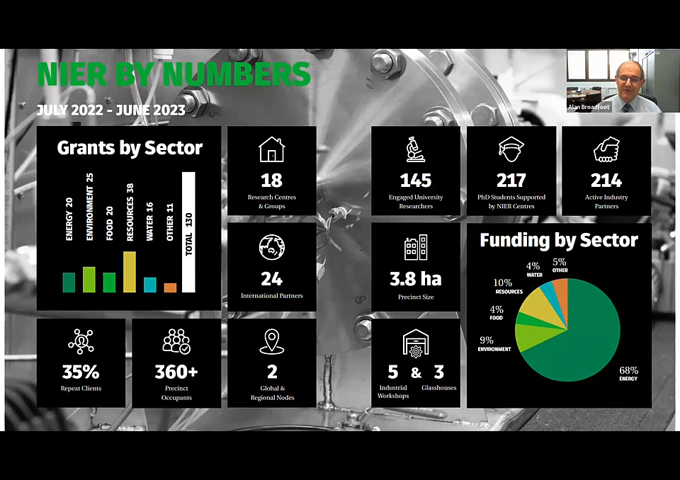 NIER BY NUMBERS
JULY 2022 - JUNE 2023
Alan Broadfoot
Grants by Sector
ENERGY 20
ENVIRONMENT 25
FOOD 20
RESOURCES 38
WATER 16
OTHER 11
TOTAL 130
18
Research Centres
& Groups
145
Engaged University
Researchers
217
PhD Students Supported
by NIER Centres
214
Active Industry
Partners
24
International Partners
3.8 ha
Precinct Size
Funding by Sector
5%
OTHER
4%
WATER
10%
RESOURCES
4%
FOOD
9%
ENVIRONMENT
68%
ENERGY
35%
Repeat Clients
360+
Precinct
Occupants
2
Global &
Regional Nodes
5 & 3
Industrial Glasshouses
Workshops